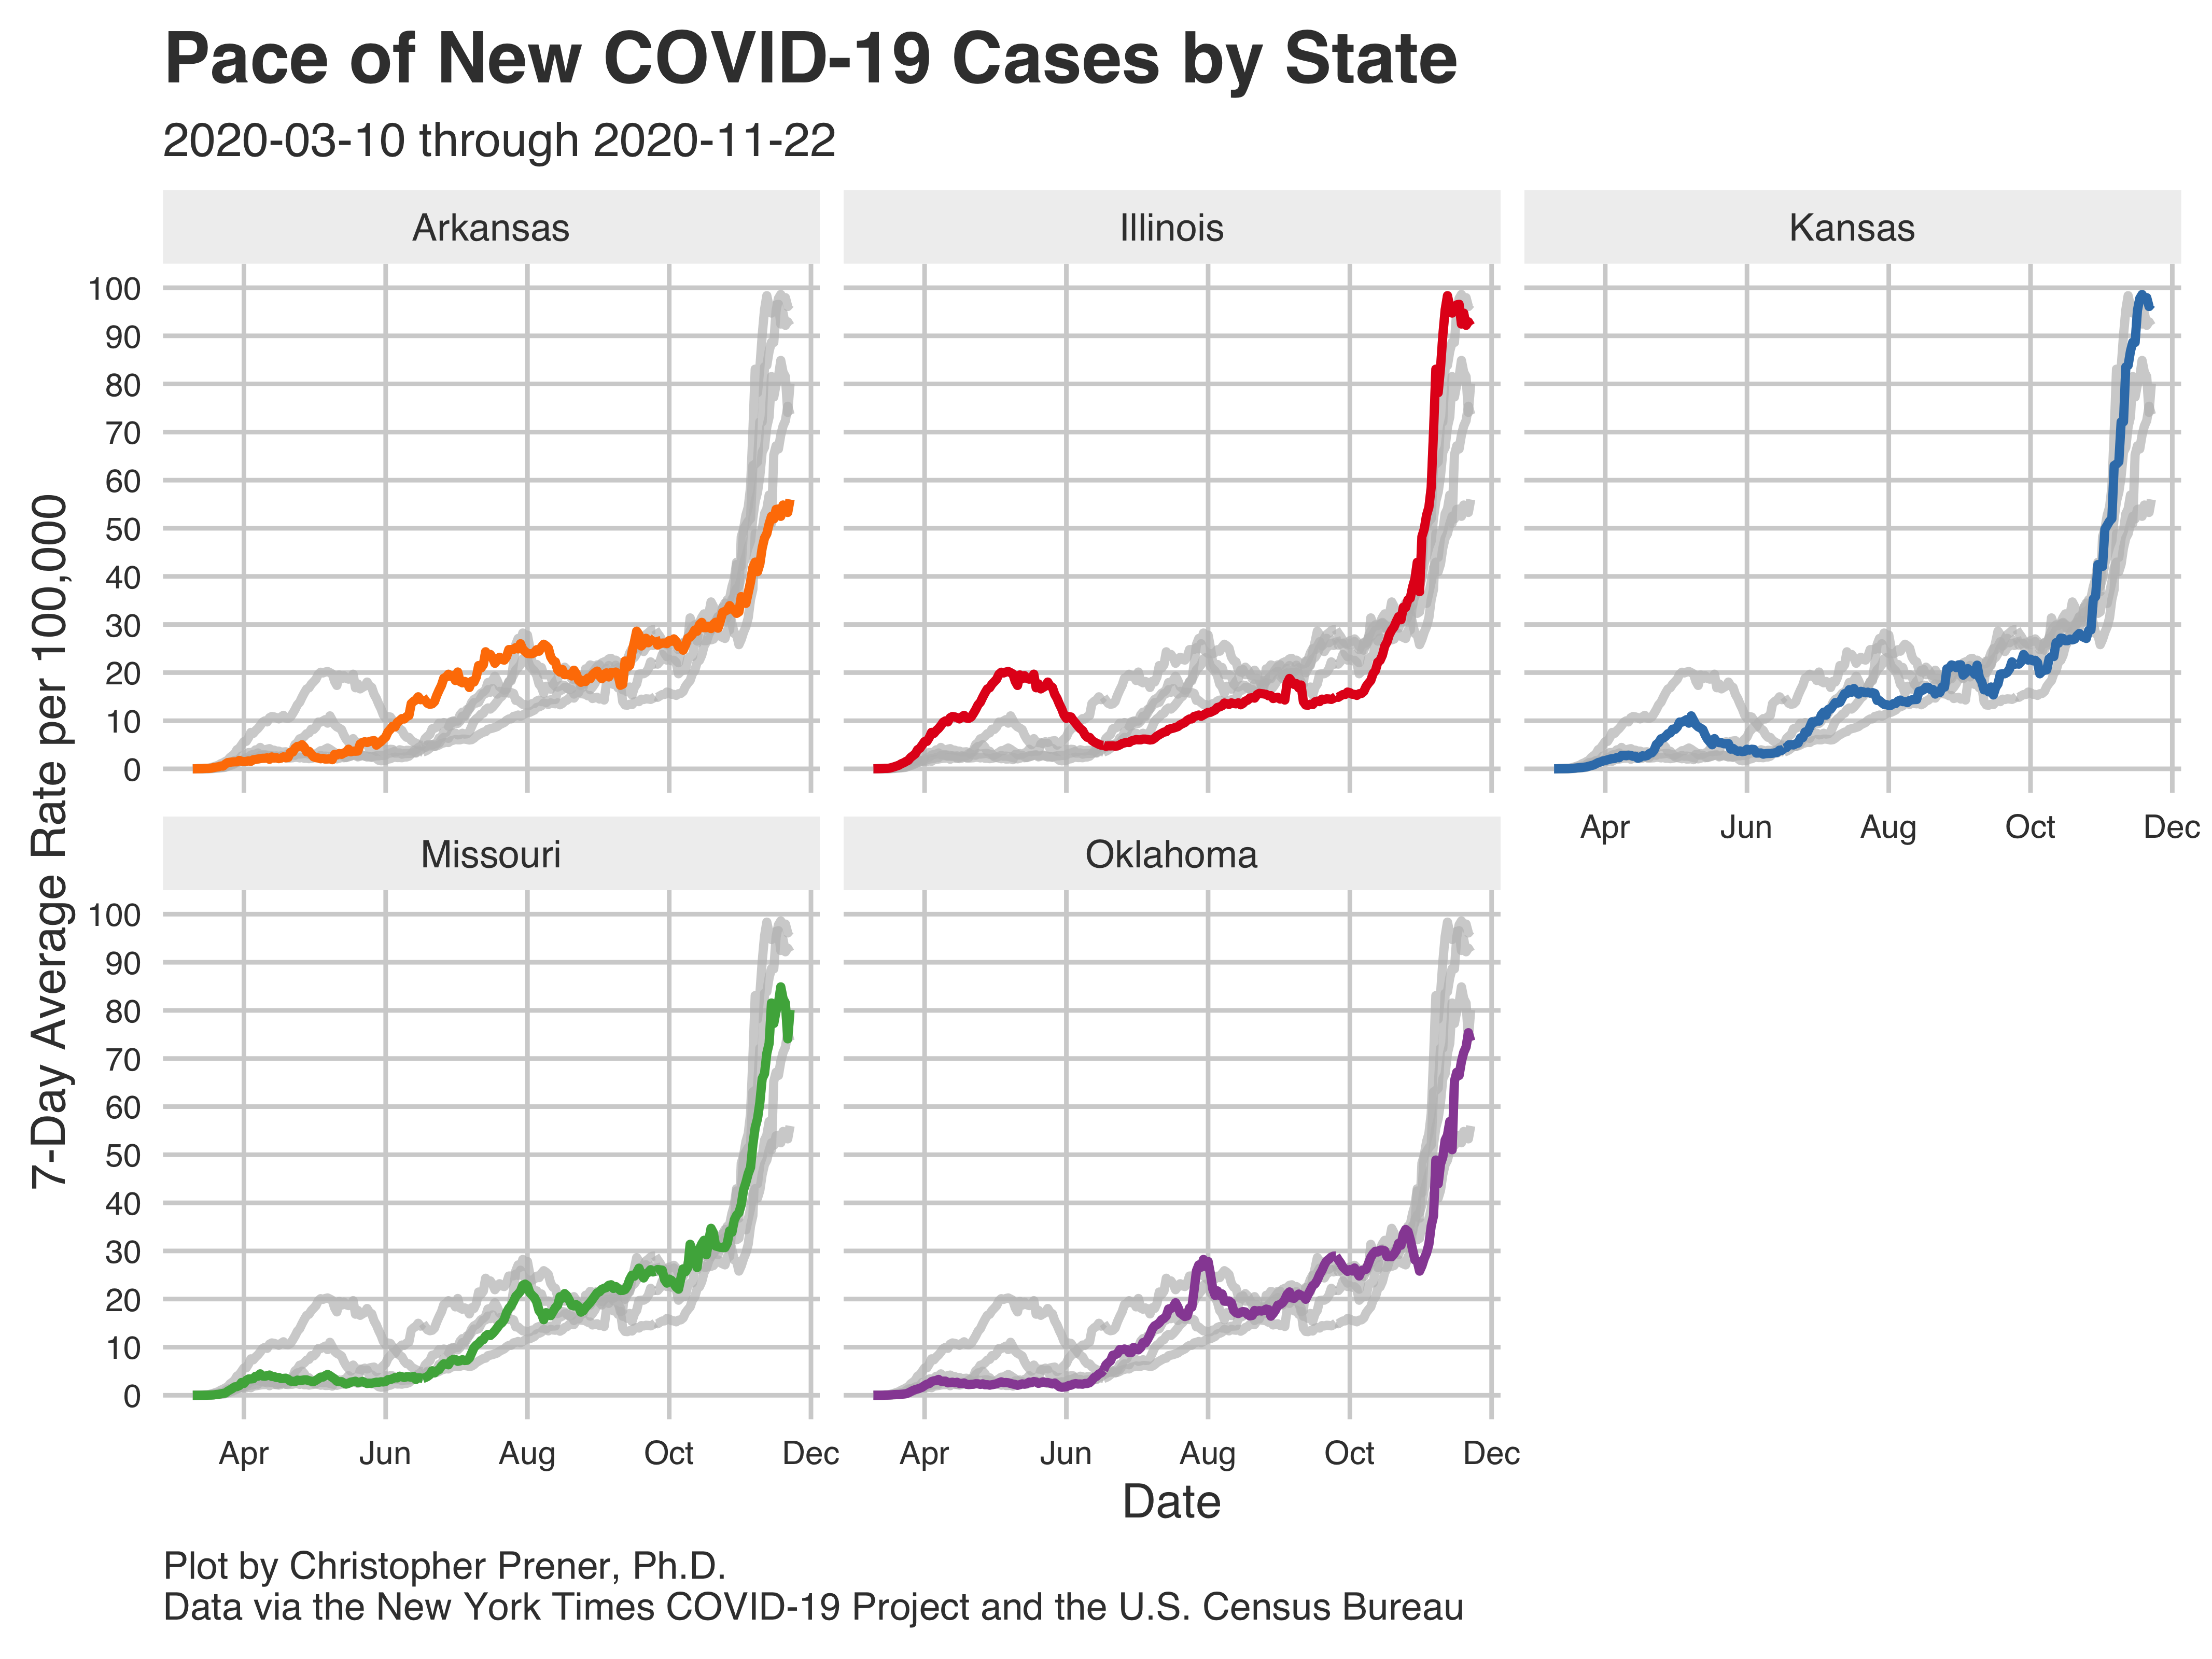 Pace of New COVID-19 Cases by State
2020-03-10 through 2020-11-22
Arkansas
Illinois
Kansas
100
90
80
70
60
50
40
30
20
10
0
Apr Jun Aug Oct Dec
Missouri
Oklahoma
100
90
80
70
60
50
40
30
20
10
0
Apr Jun Aug Oct Dec
Apr Jun Aug Oct Dec
7-Day Average Rate per 100,000
Date
Plot by Christopher Prener, Ph.D.
Data via the New York Times COVID-19 Project and the U.S. Census Bureau